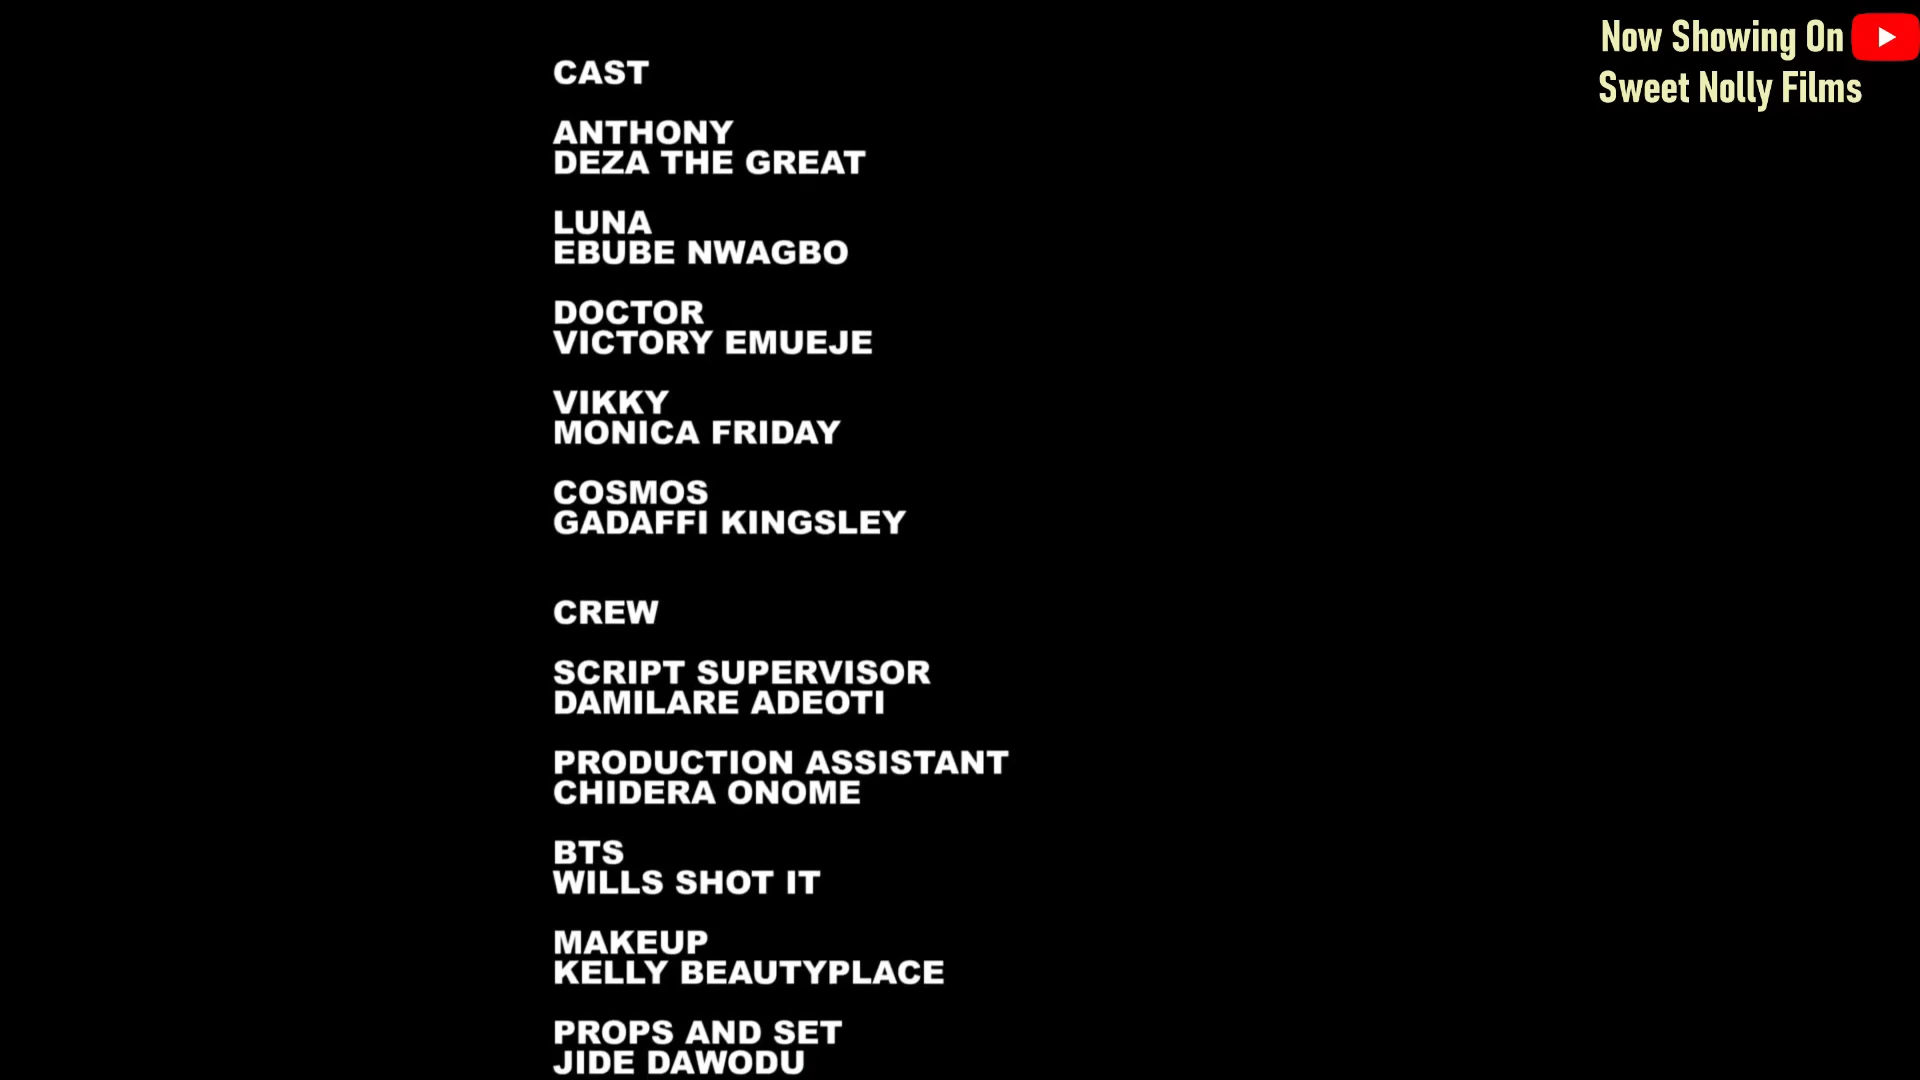 Now Showing On
Sweet Nolly Films
CAST
ANTHONY
DEZA THE GREAT
LUNA
EBUBE NWAGBO
DOCTOR
VICTORY EMUEJE
VIKKY
MONICA FRIDAY
COSMOS
GADAFFI KINGSLEY
CREW
SCRIPT SUPERVISOR
DAMILARE ADEOTI
PRODUCTION ASSISTANT
CHIDERA ONOME
BTS
WILLS SHOT IT
MAKEUP
KELLY BEAUTYPLACE
PROPS AND SET
JIDE DAWODU